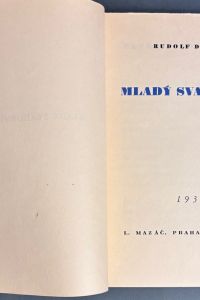 RUDOLF D
MLADÝ SVA
193
L. MAZÁČ, PRAHA